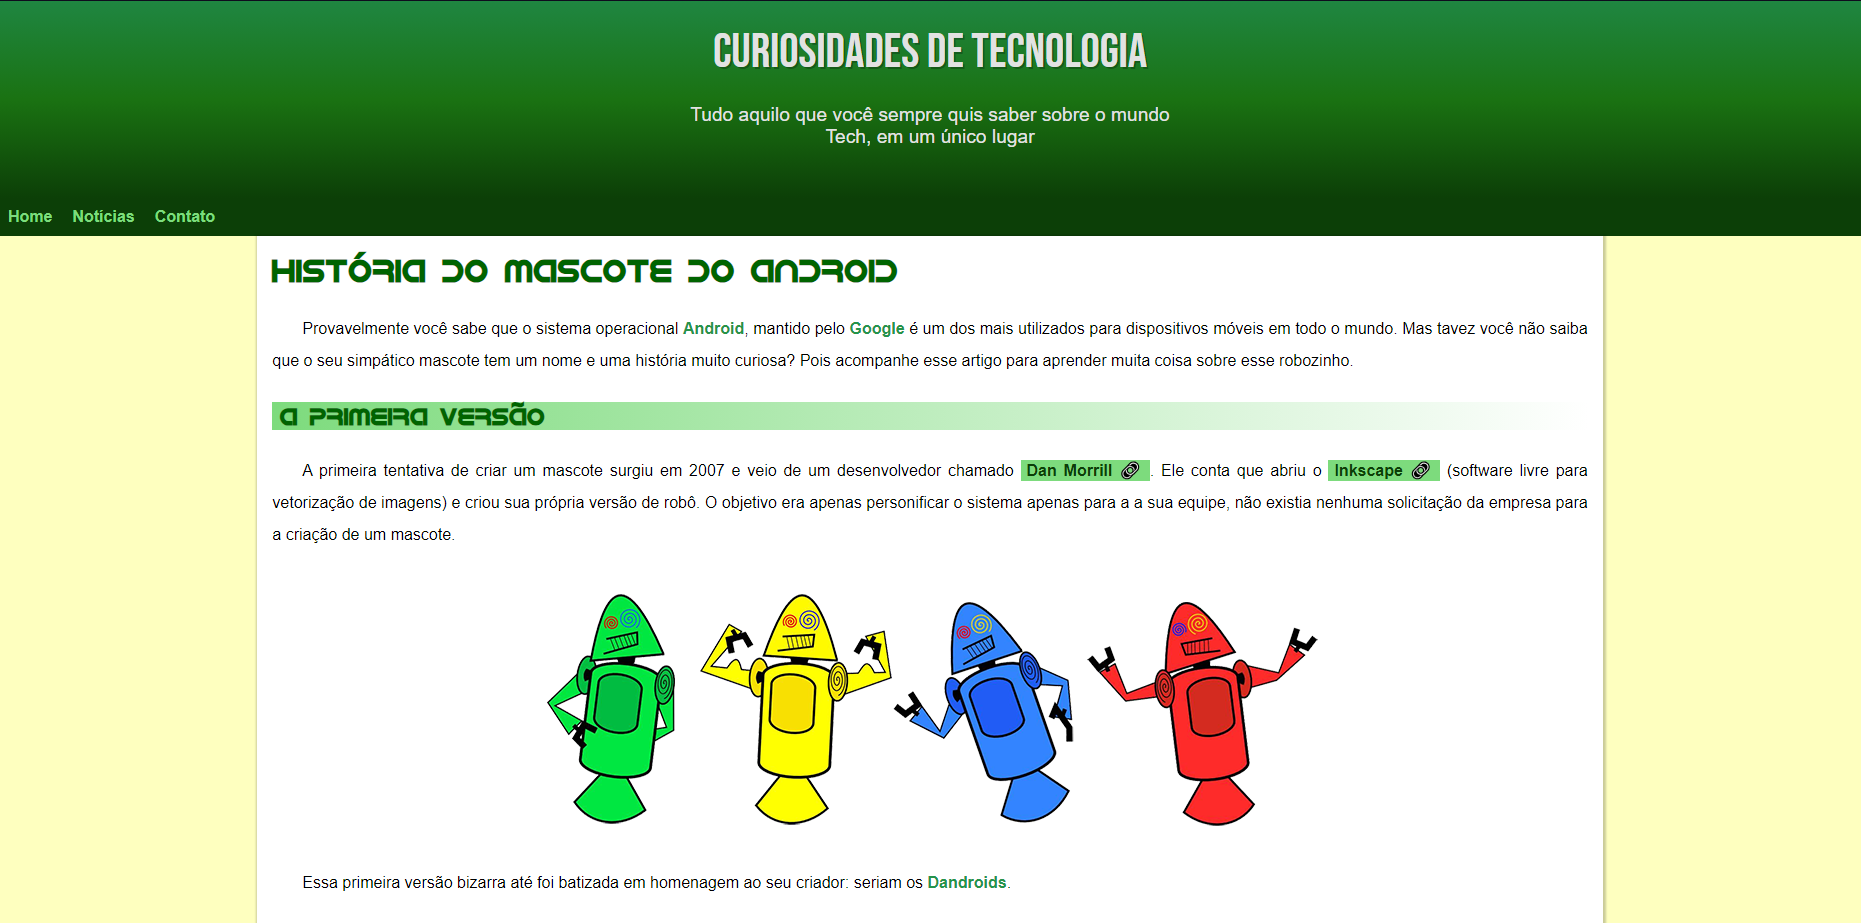 CURIOSIDADES DE TECNOLOGIA
Tudo aquilo que você sempre quis saber sobre o mundo
Tech, em um único lugar
Home Notícias Contato
HISTÓRIA DO MASCOTE DO ANDROID
Provavelmente você sabe que o sistema operacional Android, mantido pelo Google é um dos mais utilizados para dispositivos móveis em todo o mundo. Mas tavez você não saiba
que o seu simpático mascote tem um nome e uma história muito curiosa? Pois acompanhe esse artigo para aprender muita coisa sobre esse robozinho.
A PRIMEIRA VERSÃO
A primeira tentativa de criar um mascote surgiu em 2007 e veio de um desenvolvedor chamado Dan Morrill. Ele conta que abriu o Inkscape (software livre para
vetorização de imagens) e criou sua própria versão de robô. O objetivo era apenas personificar o sistema apenas para a a sua equipe, não existia nenhuma solicitação da empresa para
a criação de um mascote.
Essa primeira versão bizarra até foi batizada em homenagem ao seu criador: seriam os Dandroids.